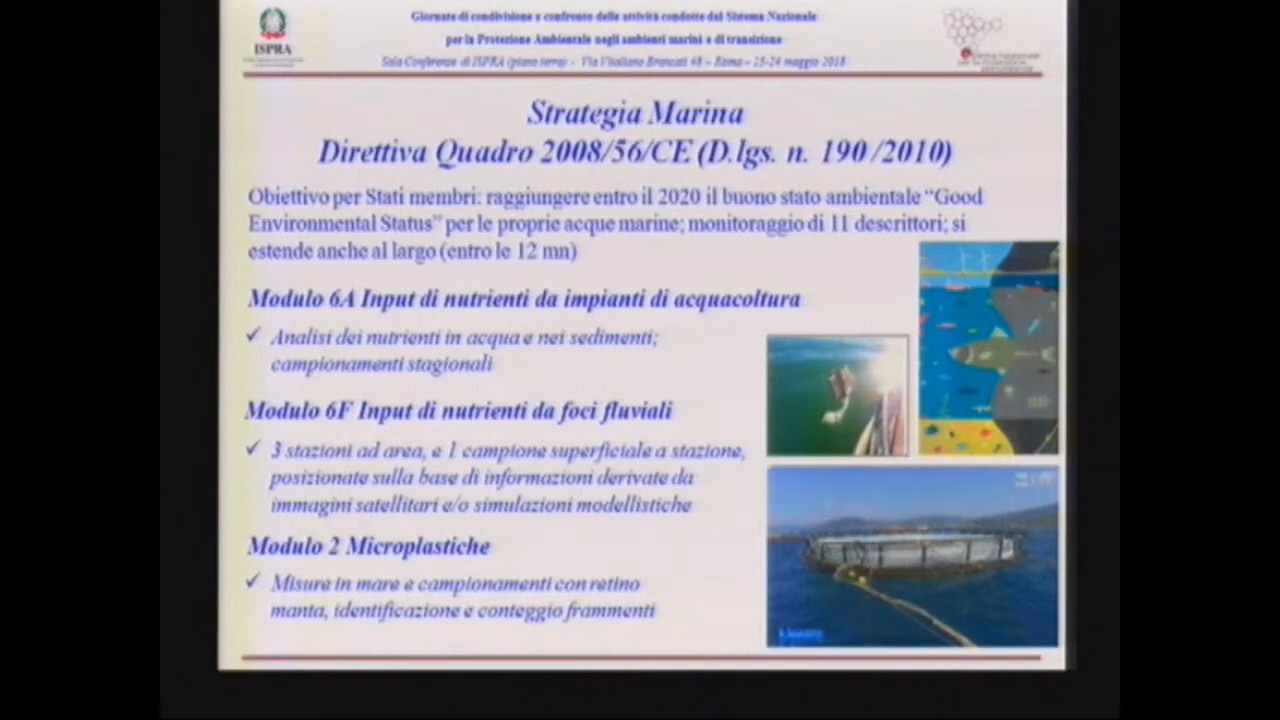 Giornate di condivisione e confronto delle attività condotte dal Sistema Nazionale
per la Protezione Ambientale negli ambienti marini e di transizione
Sala Conferenze di ISPRA (piano terra) - Via Vitaliano Brancati 48 – Roma – 23-24 maggio 2018
ISPRA
Strategia Marina
Direttiva Quadro 2008/56/CE (D.lgs. n. 190/2010)
Obiettivo per Stati membri: raggiungere entro il 2020 il buono stato ambientale “Good
Environmental Status” per le proprie acque marine; monitoraggio di 11 descrittori; si
estende anche al largo (entro le 12 mn)
Modulo 6A Input di nutrienti da impianti di acquacoltura
✓ Analisi dei nutrienti in acqua e nei sedimenti;
campionamenti stagionali
Modulo 6F Input di nutrienti da foci fluviali
✓ 3 stazioni ad area, e 1 campione superficiale a stazione,
posizionate sulla base di informazioni derivate da
immagini satellitari e/o simulazioni modellistiche
Modulo 2 Microplastiche
✓ Misure in mare e campionamenti con retino
manta, identificazione e conteggio frammenti